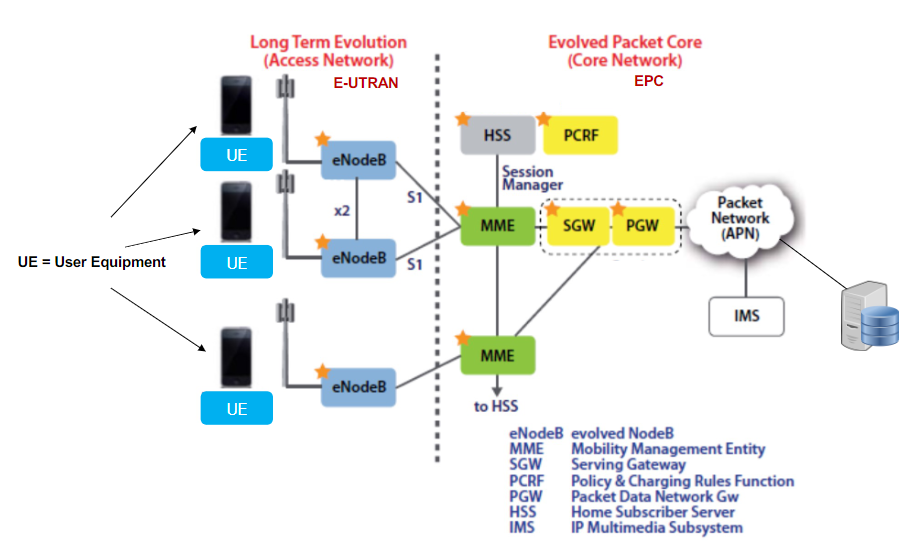 Long Term Evolution
(Access Network)
E-UTRAN
Evolved Packet Core
(Core Network)
EPC
UE
eNodeB
HSS
PCRF
Session
Manager
x2
S1
UE
eNodeB
S1
MME
SGW
PGW
Packet
Network
(APN)
UE = User Equipment
IMS
UE
eNodeB
MME
to HSS
eNodeB evolved NodeB
MME Mobility Management Entity
SGW Serving Gateway
PCRF Policy & Charging Rules Function
PGW Packet Data Network Gw
HSS Home Subscriber Server
IMS IP Multimedia Subsystem